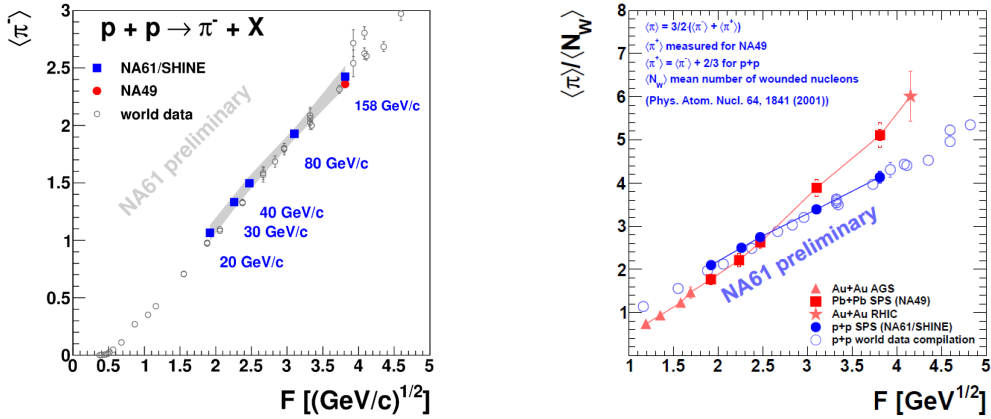 ⟨π⁻⟩
p + p → π⁻ + X
NA61/SHINE
NA49
world data
NA61 preliminary
158 GeV/c
80 GeV/c
40 GeV/c
30 GeV/c
20 GeV/c
3
2.5
2
1.5
1
0.5
0
0 0.5 1 1.5 2 2.5 3 3.5 4 4.5 5
F [(GeV/c)^1/2]
⟨π⟩/⟨N_W⟩
⟨π⟩ = 3/2·(⟨π⁻⟩ + ⟨π⁺⟩)
⟨π⁺⟩ measured for NA49
⟨π⁺⟩ = ⟨π⁻⟩ + 2/3 for p+p
⟨N_W⟩ mean number of wounded nucleons
(Phys. Atom. Nucl. 64, 1841 (2001))
NA61 preliminary
Au+Au AGS
Pb+Pb SPS (NA49)
Au+Au RHIC
p+p SPS (NA61/SHINE)
p+p world data compilation
8
7
6
5
4
3
2
1
0
1 1.5 2 2.5 3 3.5 4 4.5 5
F [GeV^1/2]